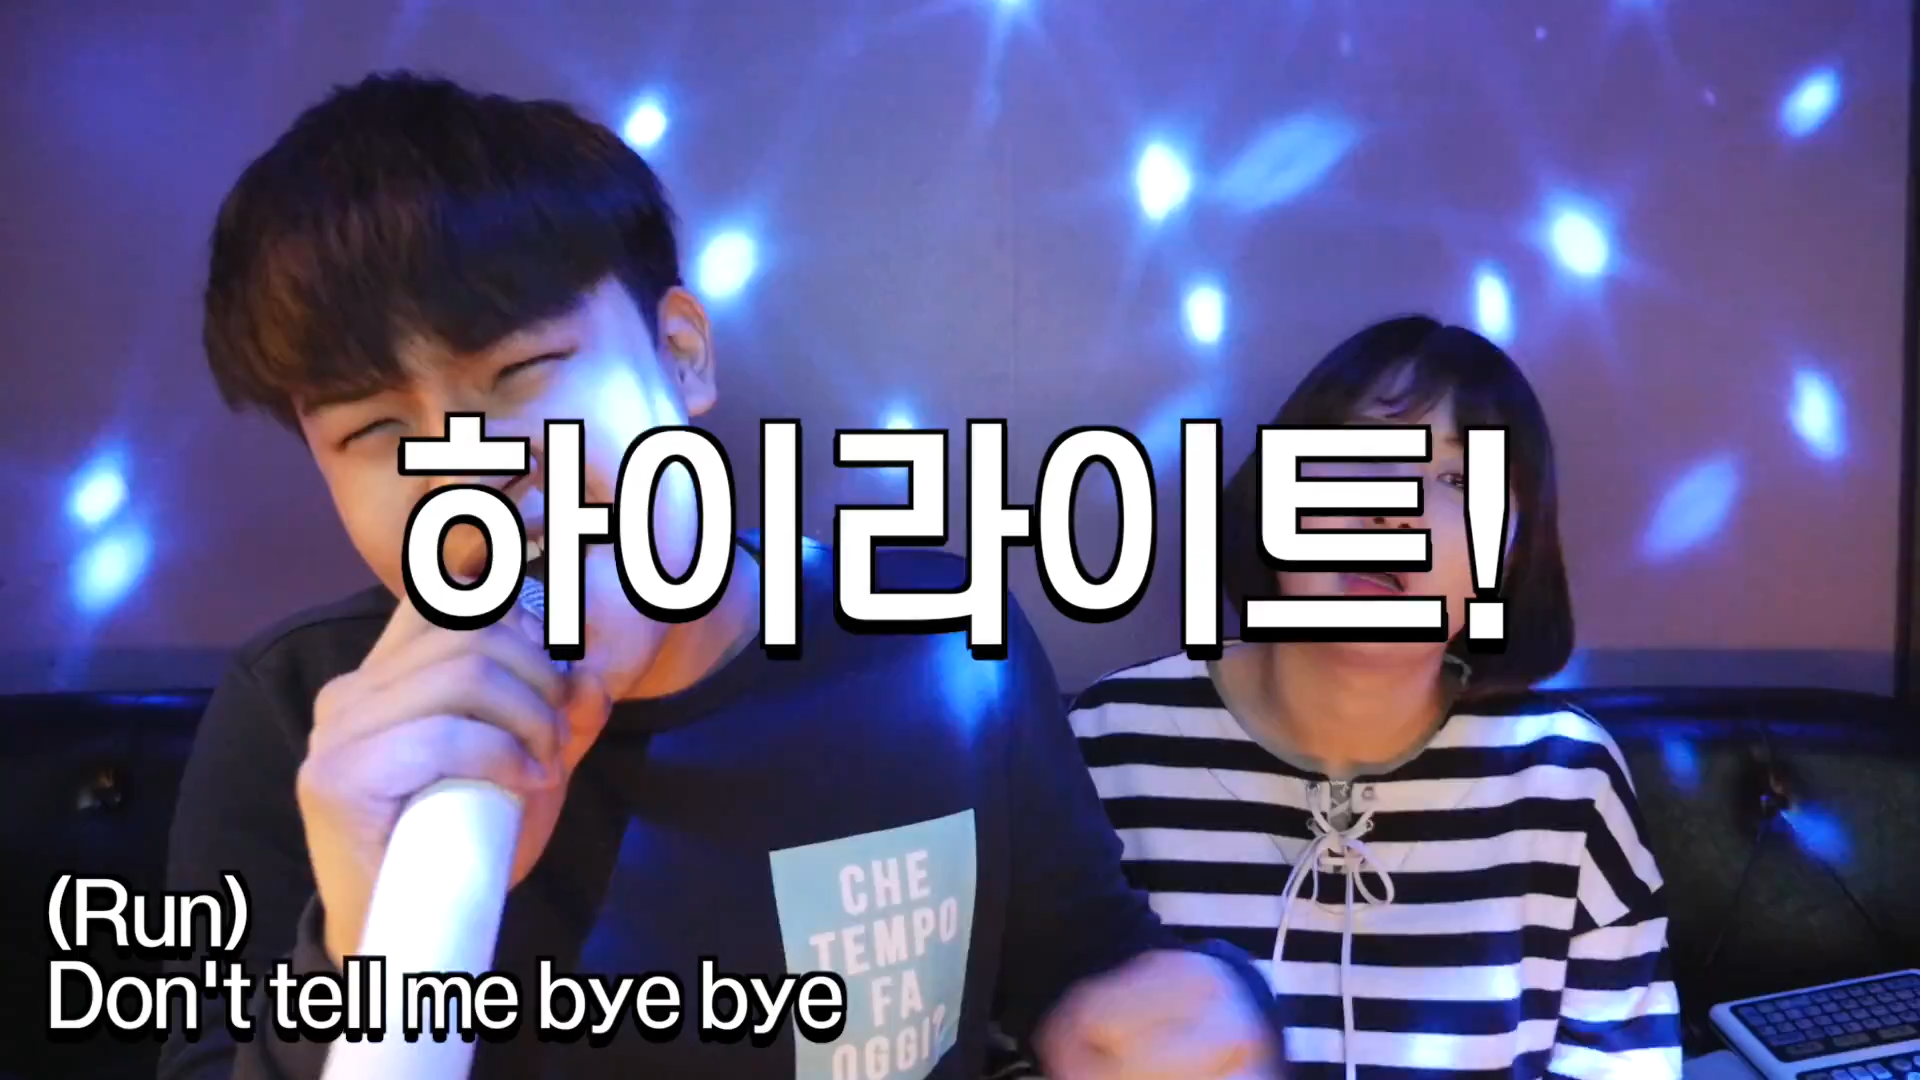 하이라이트!
CHE
TEMPO
FA
OGGI?
(Run)
Don't tell me bye bye